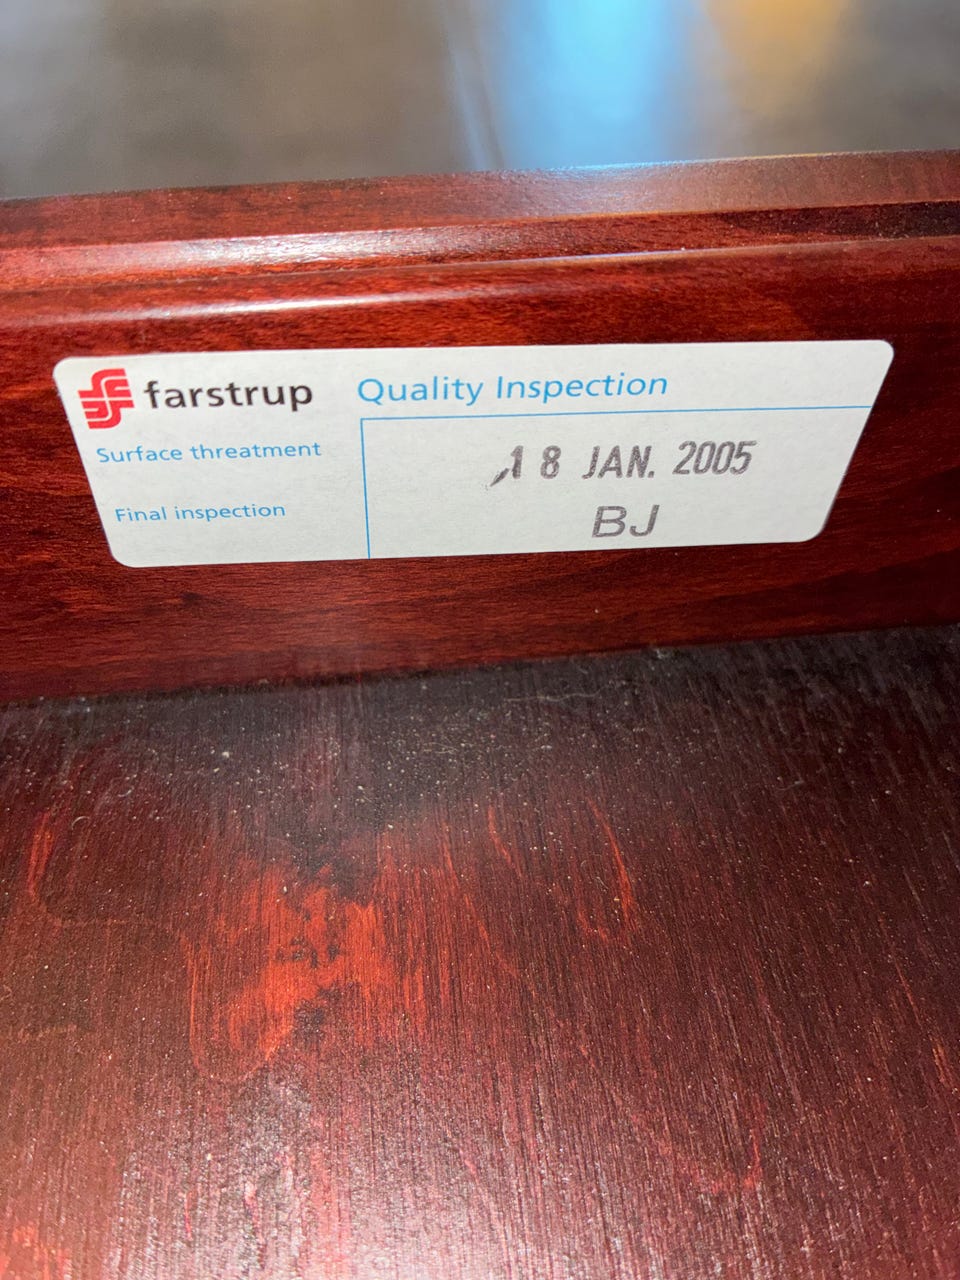 farstrup Quality Inspection
Surface threatment
18 JAN. 2005
Final inspection
BJ